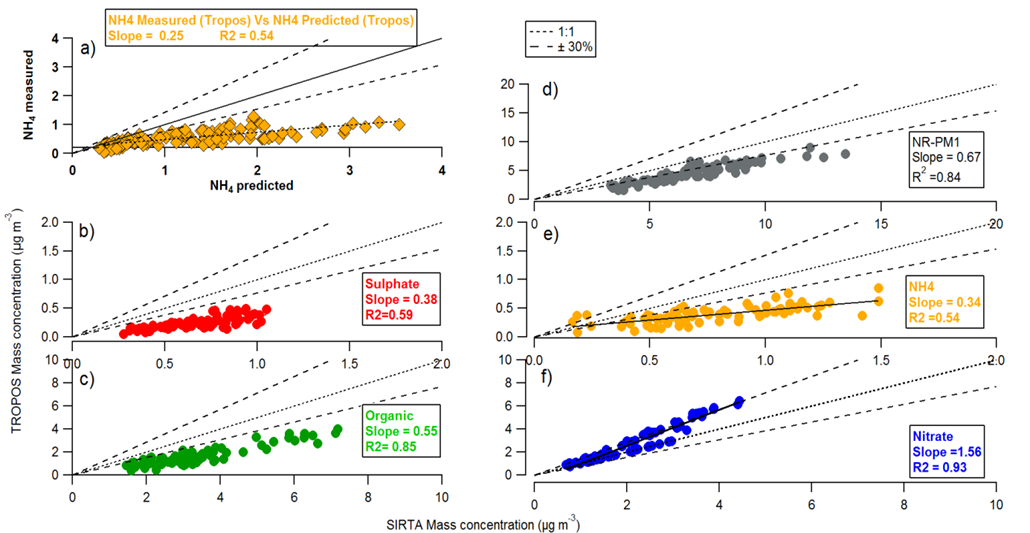 NH4 Measured (Tropos) Vs NH4 Predicted (Tropos)
Slope = 0.25 R2 = 0.54
1:1
± 30%
a)
4
3
2
1
0
NH4 measured
0 1 2 3 4
NH4 predicted
d)
20
15
10
5
0
NR-PM1
Slope = 0.67
R2 = 0.84
0 5 10 15 20
TROPOS Mass concentration (µg m-3)
b)
2.0
1.5
1.0
0.5
0.0
Sulphate
Slope = 0.38
R2=0.59
0.0 0.5 1.0 1.5 2.0
e)
2.0
1.5
1.0
0.5
0.0
NH4
Slope = 0.34
R2 = 0.54
0.0 0.5 1.0 1.5 2.0
c)
10
8
6
4
2
0
Organic
Slope = 0.55
R2= 0.85
0 2 4 6 8 10
f)
10
8
6
4
2
0
Nitrate
Slope =1.56
R2 = 0.93
0 2 4 6 8 10
SIRTA Mass concentration (µg m-3)